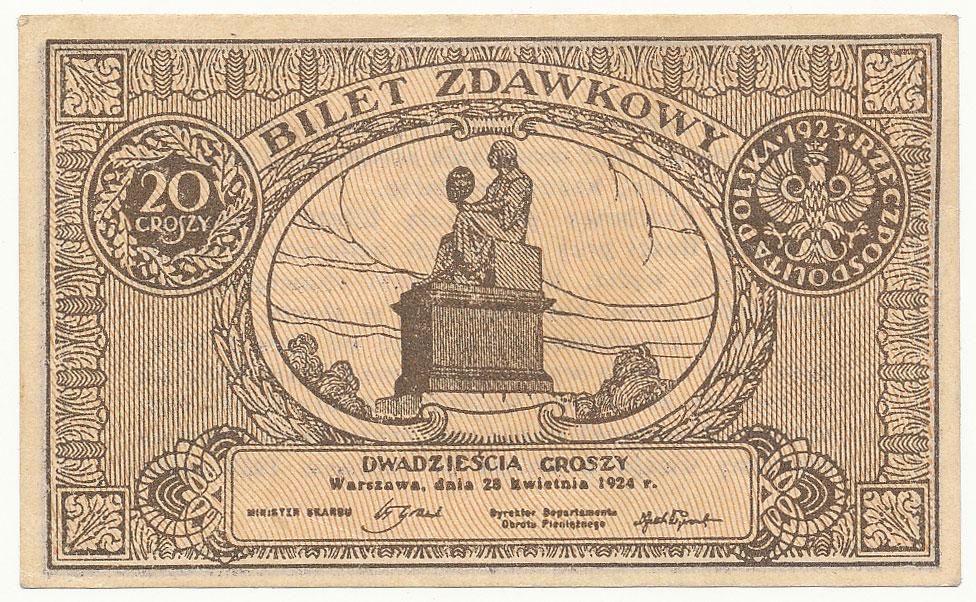 BILET ZDAWKOWY
20
GROSZY
RZECZPOSPOLITA POLSKA · 1923 ·
DWADZIEŚCIA GROSZY
Warszawa, dnia 28 kwietnia 1924 r.
MINISTER SKARBU
Dyrektor Departamentu
Obrotu Pieniężnego